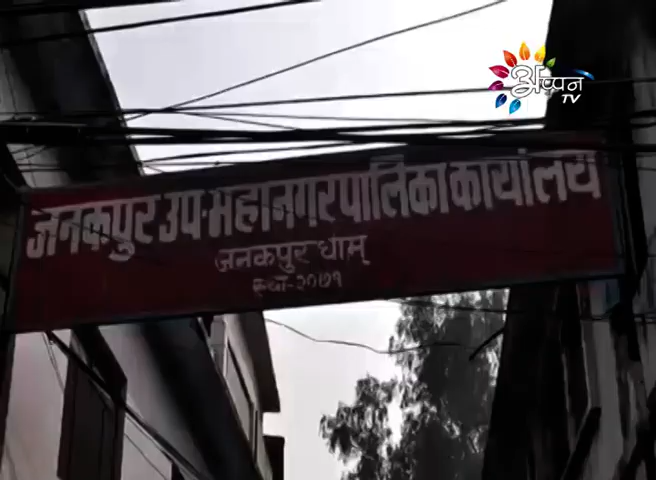 अप्पन
TV
जनकपुर उप-महानगरपालिका कार्यालय
जनकपुर धाम्
स्था-२०७१